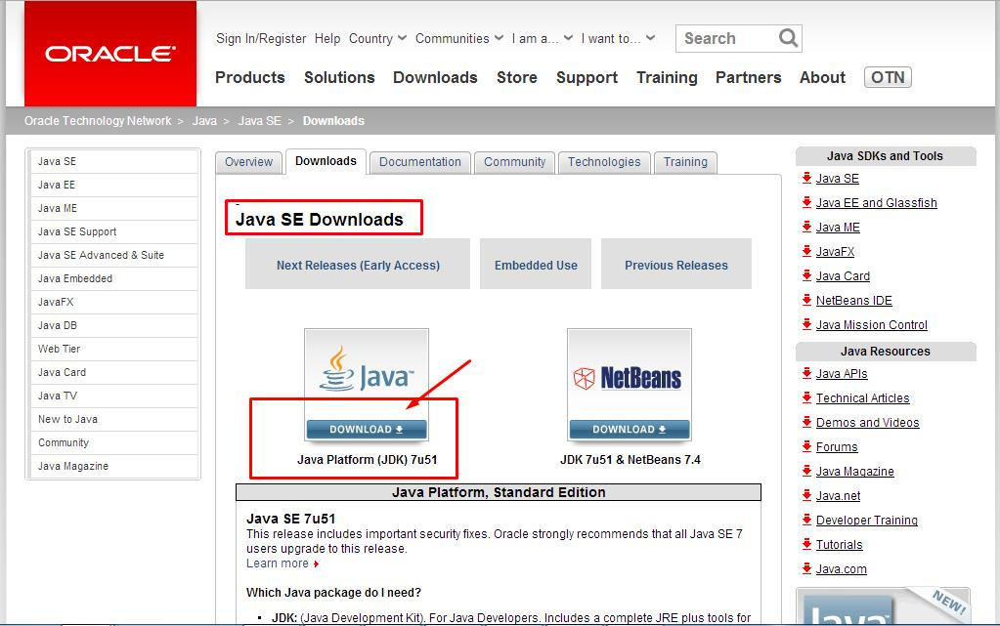 ORACLE
Sign In/Register Help Country Communities I am a... I want to... Search
Products Solutions Downloads Store Support Training Partners About OTN
Oracle Technology Network > Java > Java SE > Downloads
Java SE
Java EE
Java ME
Java SE Support
Java SE Advanced & Suite
Java Embedded
JavaFX
Java DB
Web Tier
Java Card
Java TV
New to Java
Community
Java Magazine
Overview Downloads Documentation Community Technologies Training
Java SE Downloads
Next Releases (Early Access) Embedded Use Previous Releases
Java™ NetBeans
DOWNLOAD DOWNLOAD
Java Platform (JDK) 7u51 JDK 7u51 & NetBeans 7.4
Java Platform, Standard Edition
Java SE 7u51
This release includes important security fixes. Oracle strongly recommends that all Java SE 7
users upgrade to this release.
Learn more
Which Java package do I need?
JDK: (Java Development Kit). For Java Developers. Includes a complete JRE plus tools for
Java SDKs and Tools
Java SE
Java EE and Glassfish
Java ME
JavaFX
Java Card
NetBeans IDE
Java Mission Control
Java Resources
Java APIs
Technical Articles
Demos and Videos
Forums
Java Magazine
Java.net
Developer Training
Tutorials
Java.com
NEW!
Java